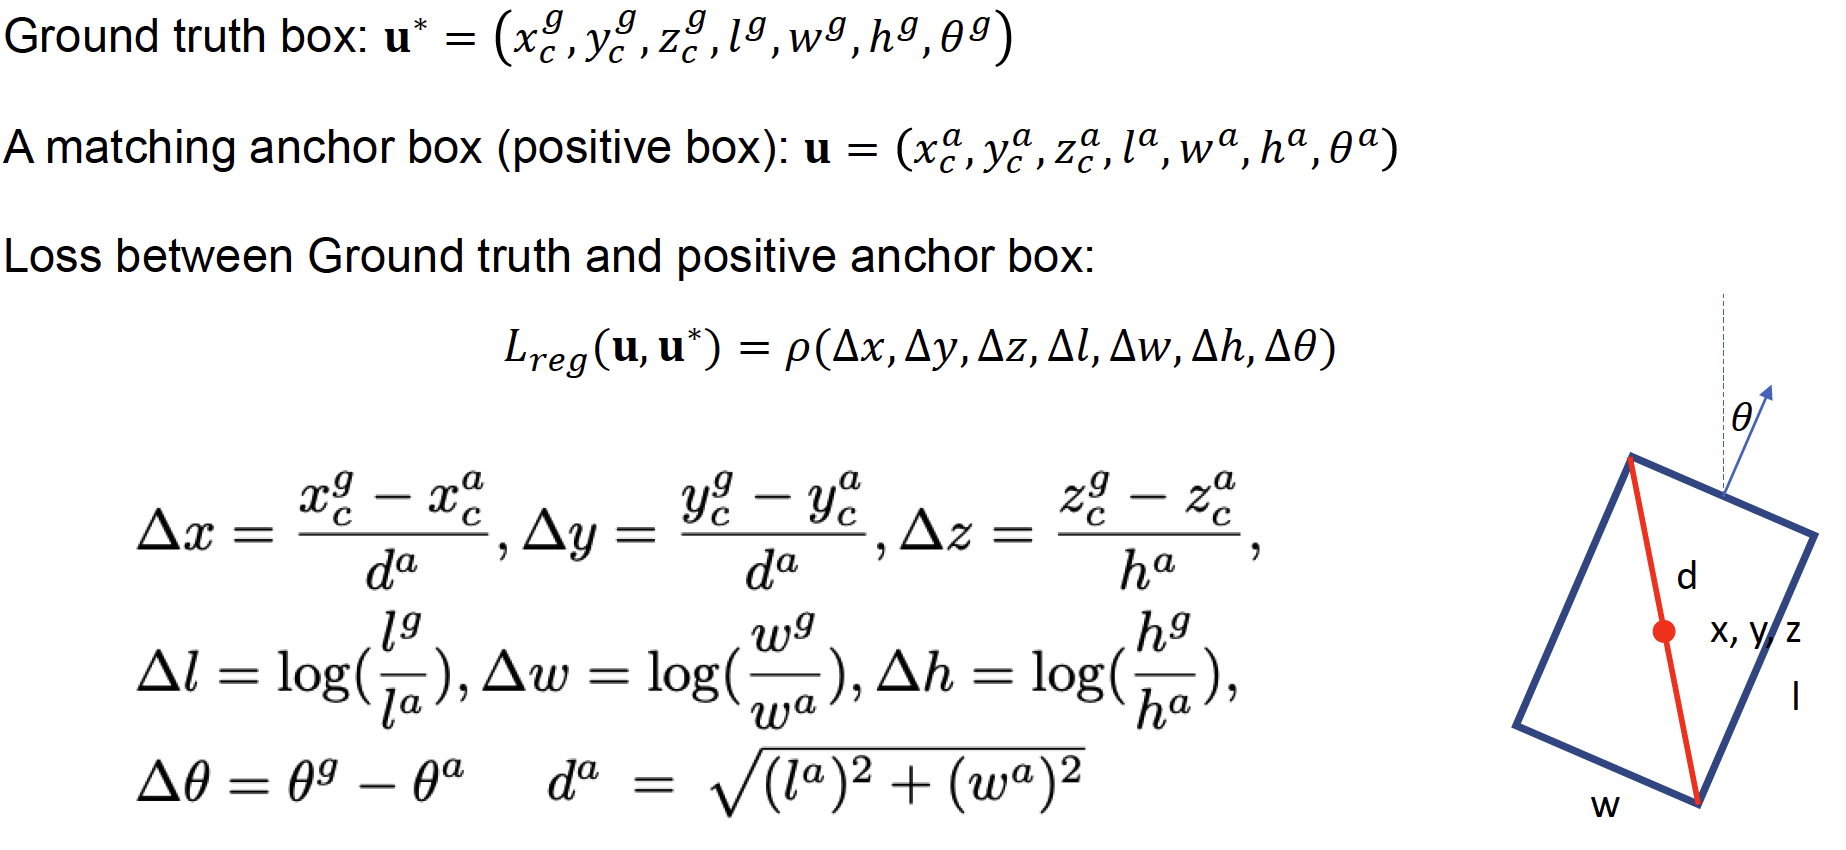 Ground truth box: 𝐮* = (x_c^g, y_c^g, z_c^g, l^g, w^g, h^g, θ^g)
A matching anchor box (positive box): 𝐮 = (x_c^a, y_c^a, z_c^a, l^a, w^a, h^a, θ^a)
Loss between Ground truth and positive anchor box:
L_reg(𝐮, 𝐮*) = ρ(Δx, Δy, Δz, Δl, Δw, Δh, Δθ)
Δx = (x_c^g − x_c^a)/d^a, Δy = (y_c^g − y_c^a)/d^a, Δz = (z_c^g − z_c^a)/h^a,
Δl = log(l^g/l^a), Δw = log(w^g/w^a), Δh = log(h^g/h^a),
Δθ = θ^g − θ^a d^a = √((l^a)² + (w^a)²)
θ
d
x, y, z
l
w